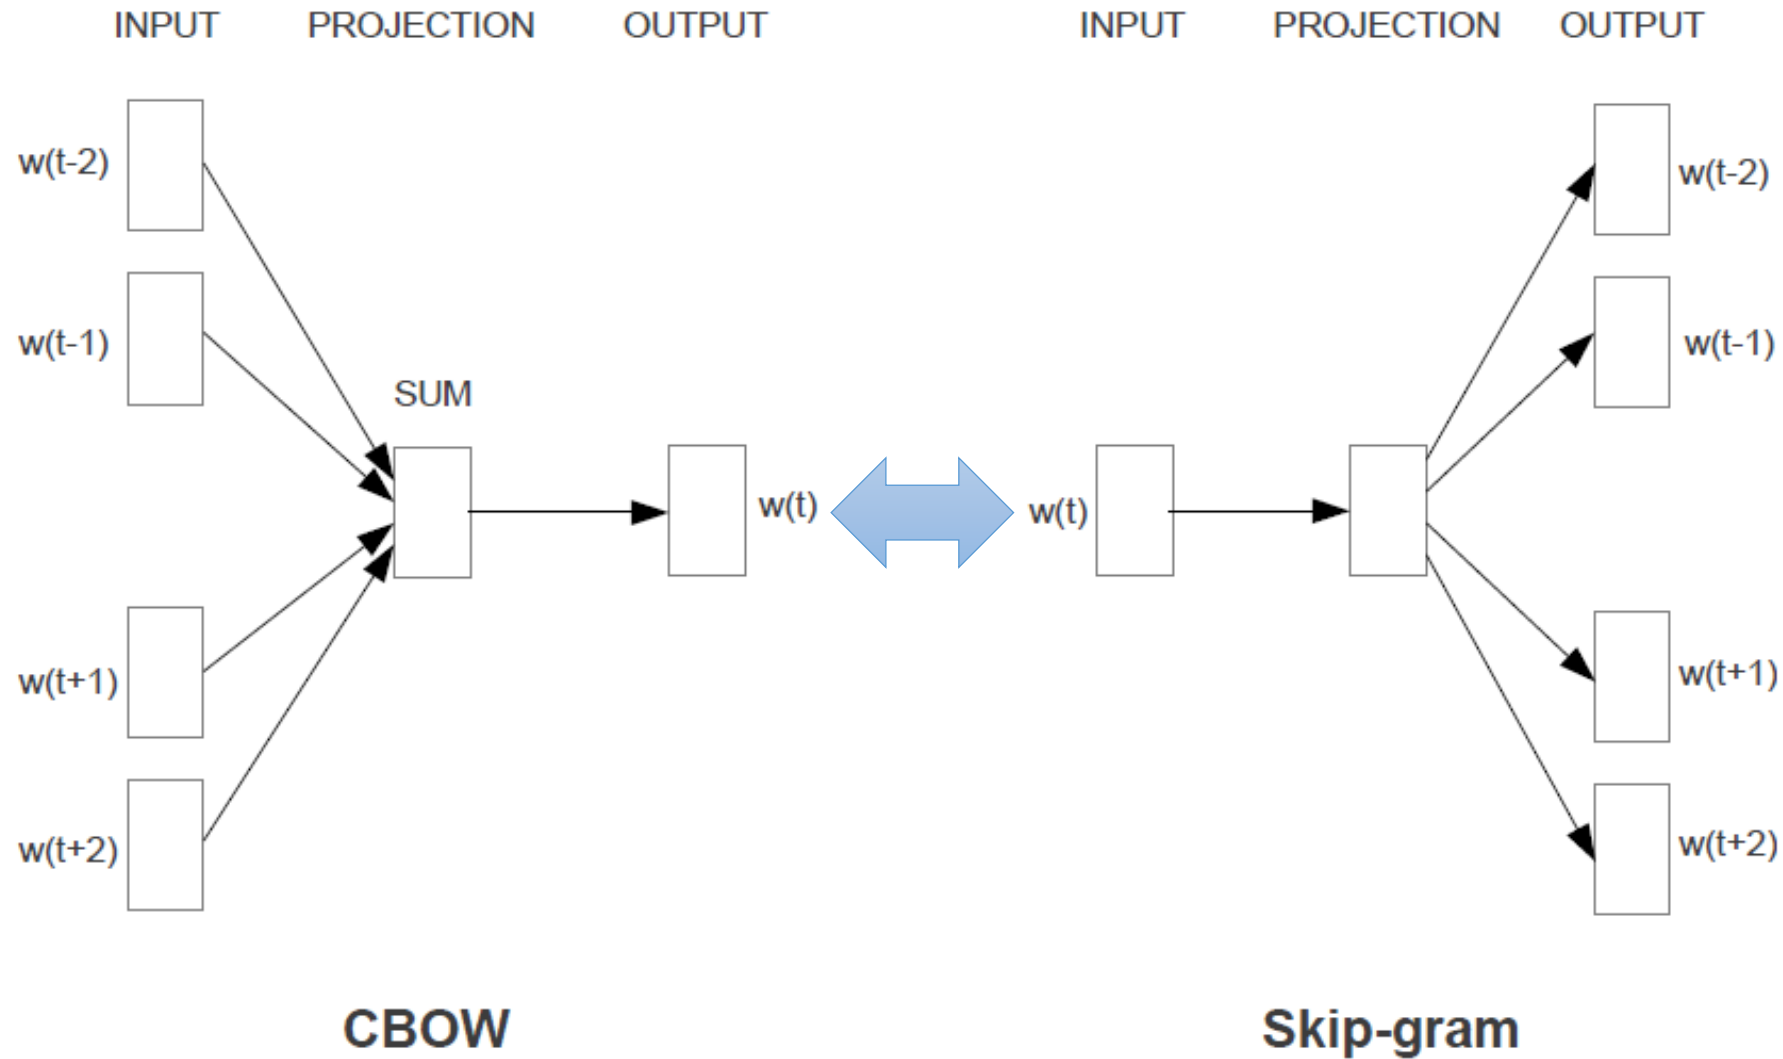 INPUT PROJECTION OUTPUT
w(t-2)
w(t-1)
SUM
w(t)
w(t+1)
w(t+2)
CBOW
INPUT PROJECTION OUTPUT
w(t-2)
w(t-1)
w(t)
w(t+1)
w(t+2)
Skip-gram